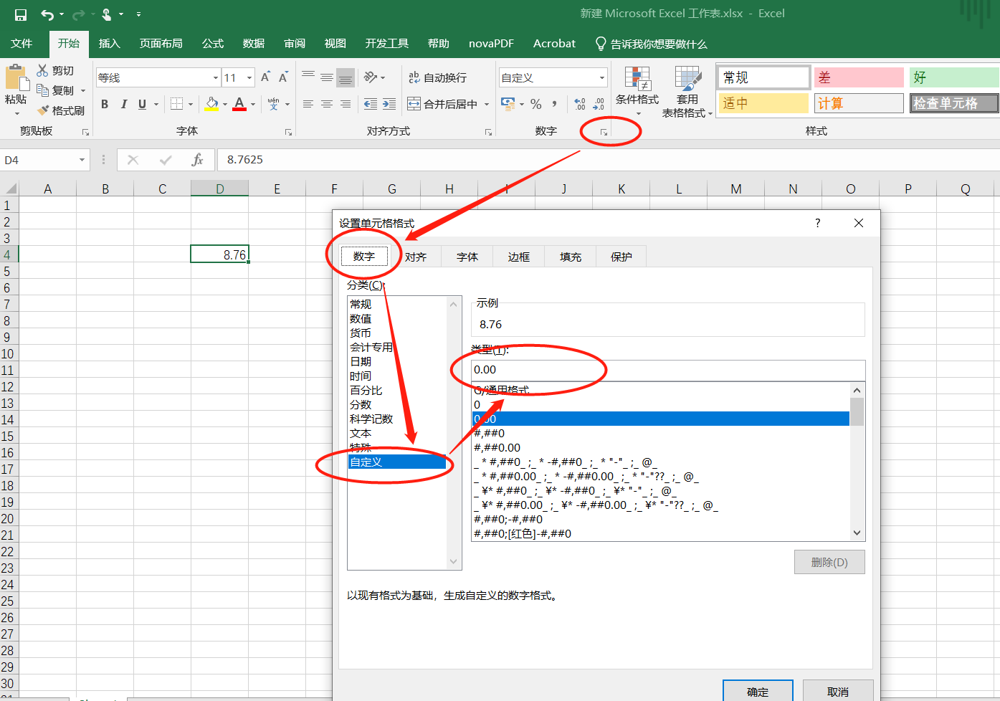 新建 Microsoft Excel 工作表.xlsx - Excel
文件 开始 插入 页面布局 公式 数据 审阅 视图 开发工具 帮助 novaPDF Acrobat 告诉我你想要做什么
粘贴 剪切 复制 格式刷 剪贴板
等线 11 A A
B I U A wén 文 字体
ab 自动换行
合并后居中 对齐方式
自定义
% , .00 .00 数字
条件格式 套用
表格格式
常规 差 好
适中 计算 检查单元格
样式
D4 fx 8.7625
A B C D E F G H I J K L M N O P Q
1
2
3
4 8.76
5
6
7
8
9
10
11
12
13
14
15
16
17
18
19
20
21
22
23
24
25
26
27
28
29
30
设置单元格格式 ?
数字 对齐 字体 边框 填充 保护
分类(C):
常规
数值
货币
会计专用
日期
时间
百分比
分数
科学记数
文本
特殊
自定义
示例
8.76
类型(T):
0.00
G/通用格式
0
0.00
#,##0
#,##0.00
_ * #,##0_ ;_ * -#,##0_ ;_ * "-"_ ;_ @_
_ * #,##0.00_ ;_ * -#,##0.00_ ;_ * "-"??_ ;_ @_
_ ¥* #,##0_ ;_ ¥* -#,##0_ ;_ ¥* "-"_ ;_ @_
_ ¥* #,##0.00_ ;_ ¥* -#,##0.00_ ;_ ¥* "-"??_ ;_ @_
#,##0;-#,##0
#,##0;[红色]-#,##0
删除(D)
以现有格式为基础，生成自定义的数字格式。
确定 取消